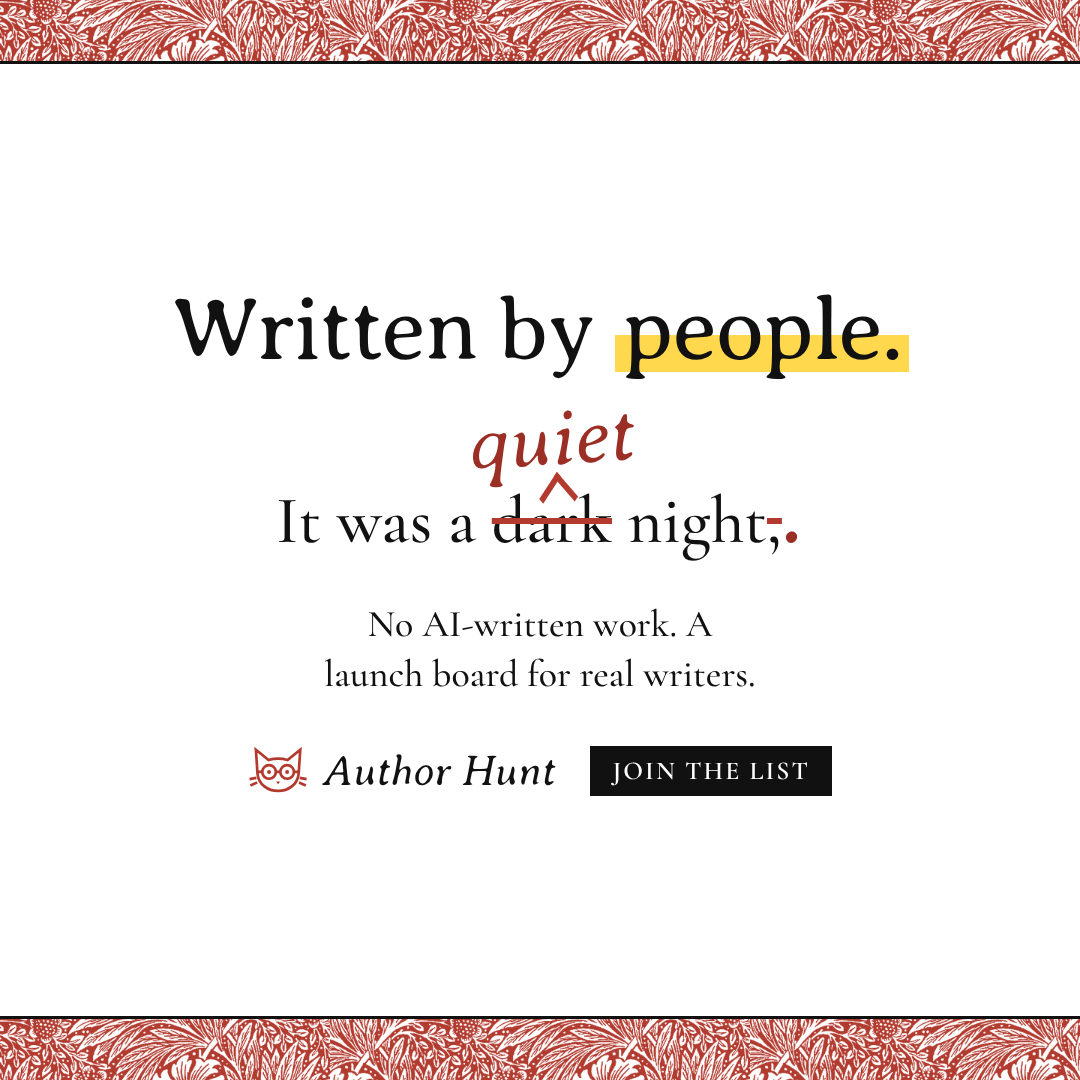 Written by people.
quiet
It was a dark night,.
No AI-written work. A
launch board for real writers.
Author Hunt
JOIN THE LIST